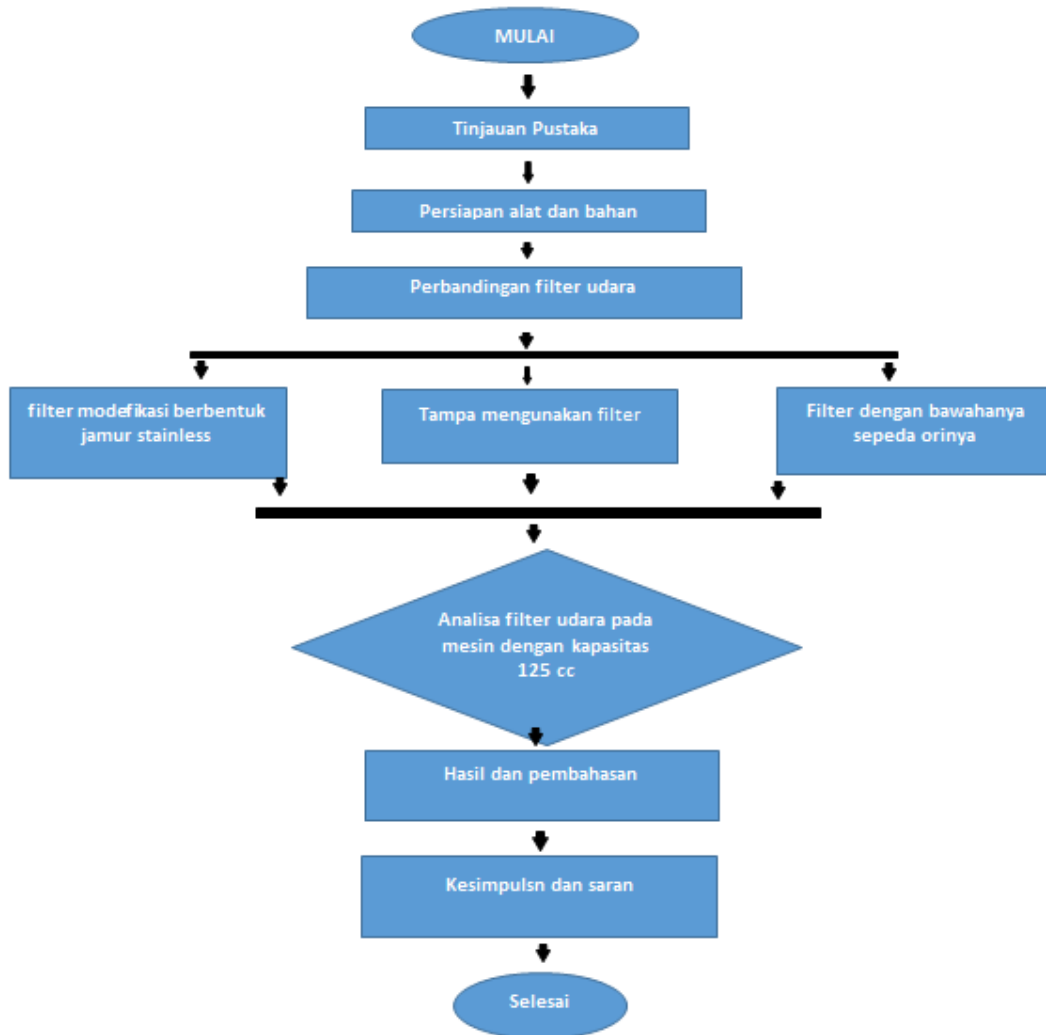 MULAI
Tinjauan Pustaka
Persiapan alat dan bahan
Perbandingan filter udara
filter modefikasi berbentuk
jamur stainless
Tampa mengunakan filter
Filter dengan bawahanya
sepeda orinya
Analisa filter udara pada
mesin dengan kapasitas
125 cc
Hasil dan pembahasan
Kesimpulsn dan saran
Selesai